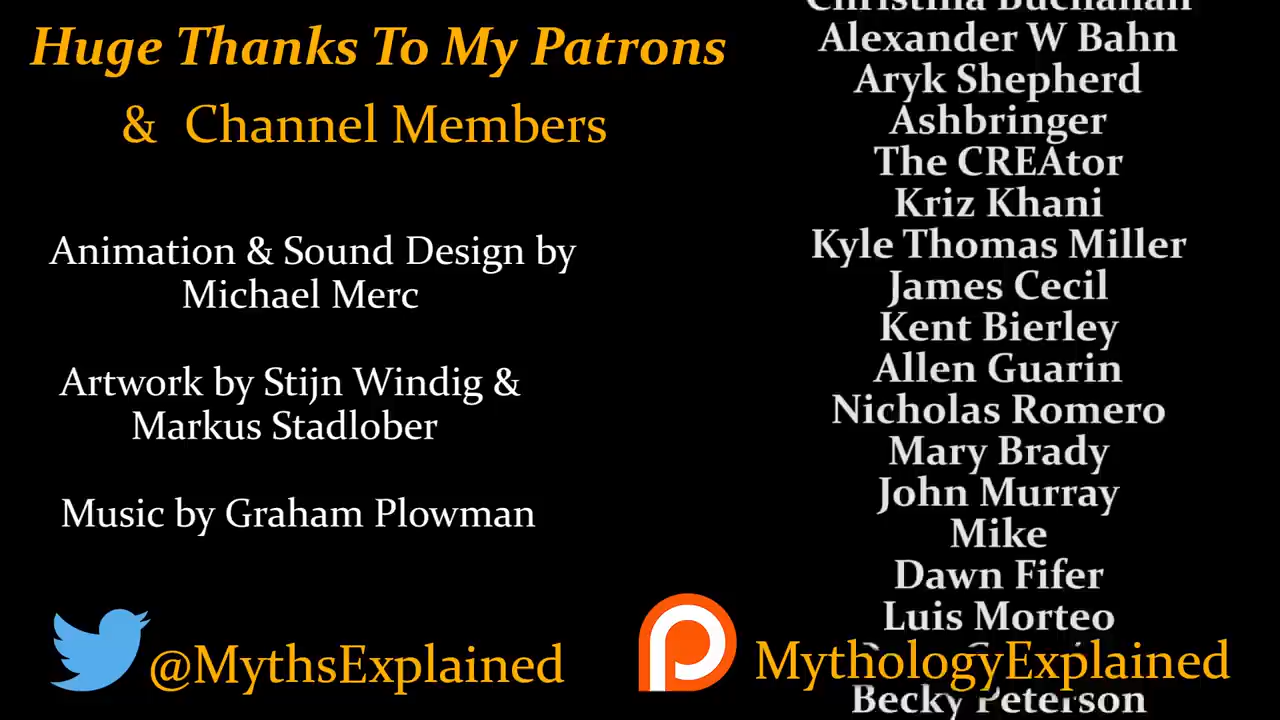 Huge Thanks To My Patrons
& Channel Members
Animation & Sound Design by
Michael Merc
Artwork by Stijn Windig &
Markus Stadlober
Music by Graham Plowman
@MythsExplained
Christina Buchanan
Alexander W Bahn
Aryk Shepherd
Ashbringer
The CREAtor
Kriz Khani
Kyle Thomas Miller
James Cecil
Kent Bierley
Allen Guarin
Nicholas Romero
Mary Brady
John Murray
Mike
Dawn Fifer
Luis Morteo
MythologyExplained
Becky Peterson